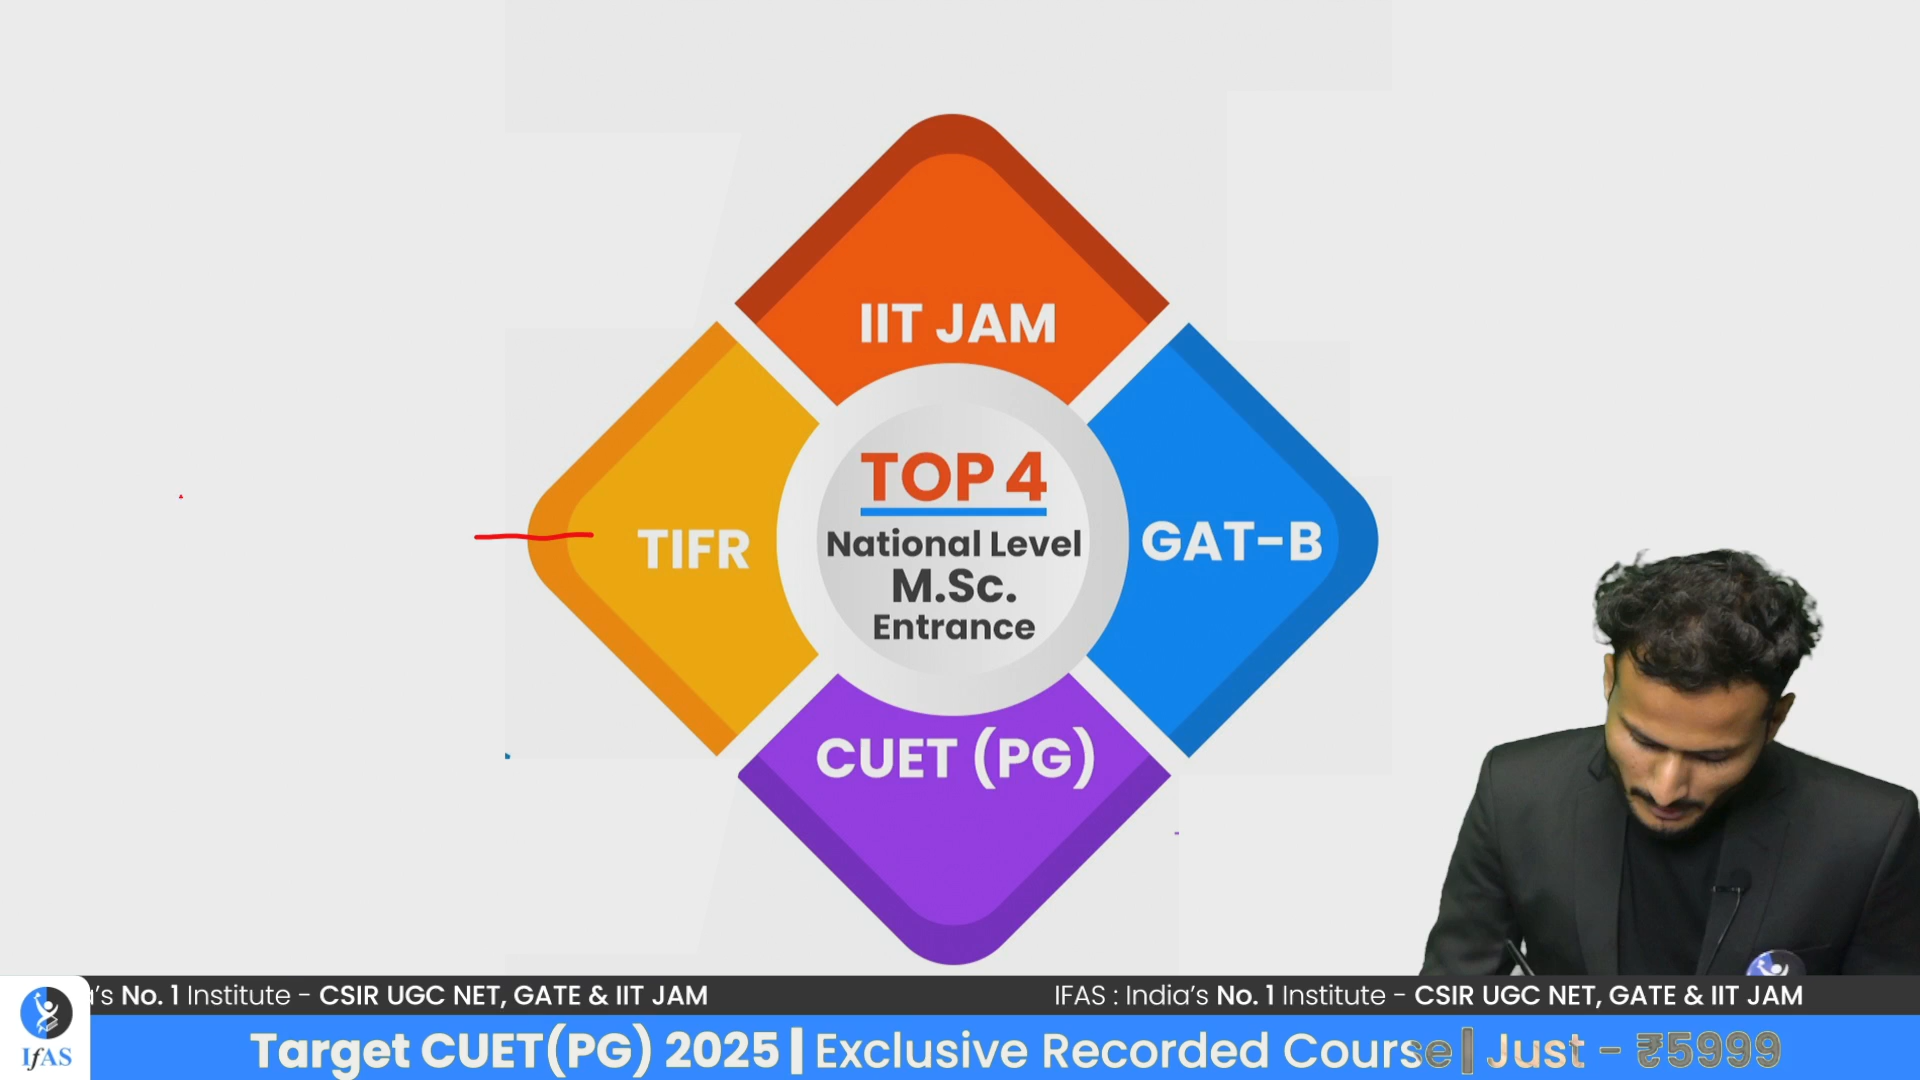 IIT JAM
TIFR
TOP 4
National Level
M.Sc.
Entrance
GAT-B
CUET (PG)
's No. 1 Institute - CSIR UGC NET, GATE & IIT JAM
IFAS : India's No. 1 Institute - CSIR UGC NET, GATE & IIT JAM
IfAS
Target CUET(PG) 2025 | Exclusive Recorded Course | Just - ₹5999